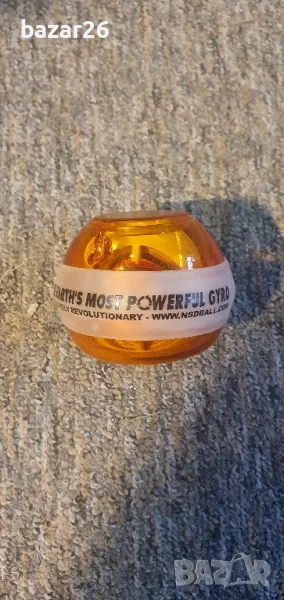 bazar26
EARTH'S MOST POWERFUL GYRO
REVOLUTIONARY - WWW.NSDBALL.COM
BAZAR